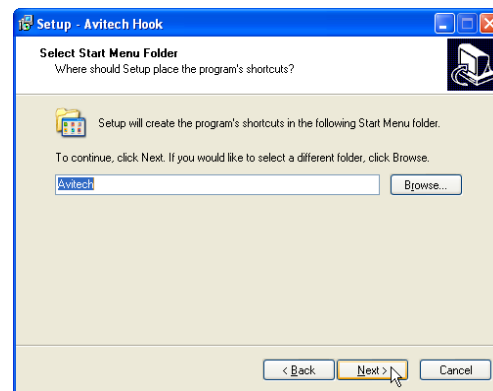 Setup - Avitech Hook
Select Start Menu Folder
Where should Setup place the program's shortcuts?
Setup will create the program's shortcuts in the following Start Menu folder.
To continue, click Next. If you would like to select a different folder, click Browse.
Avitech
Browse...
< Back
Next >
Cancel